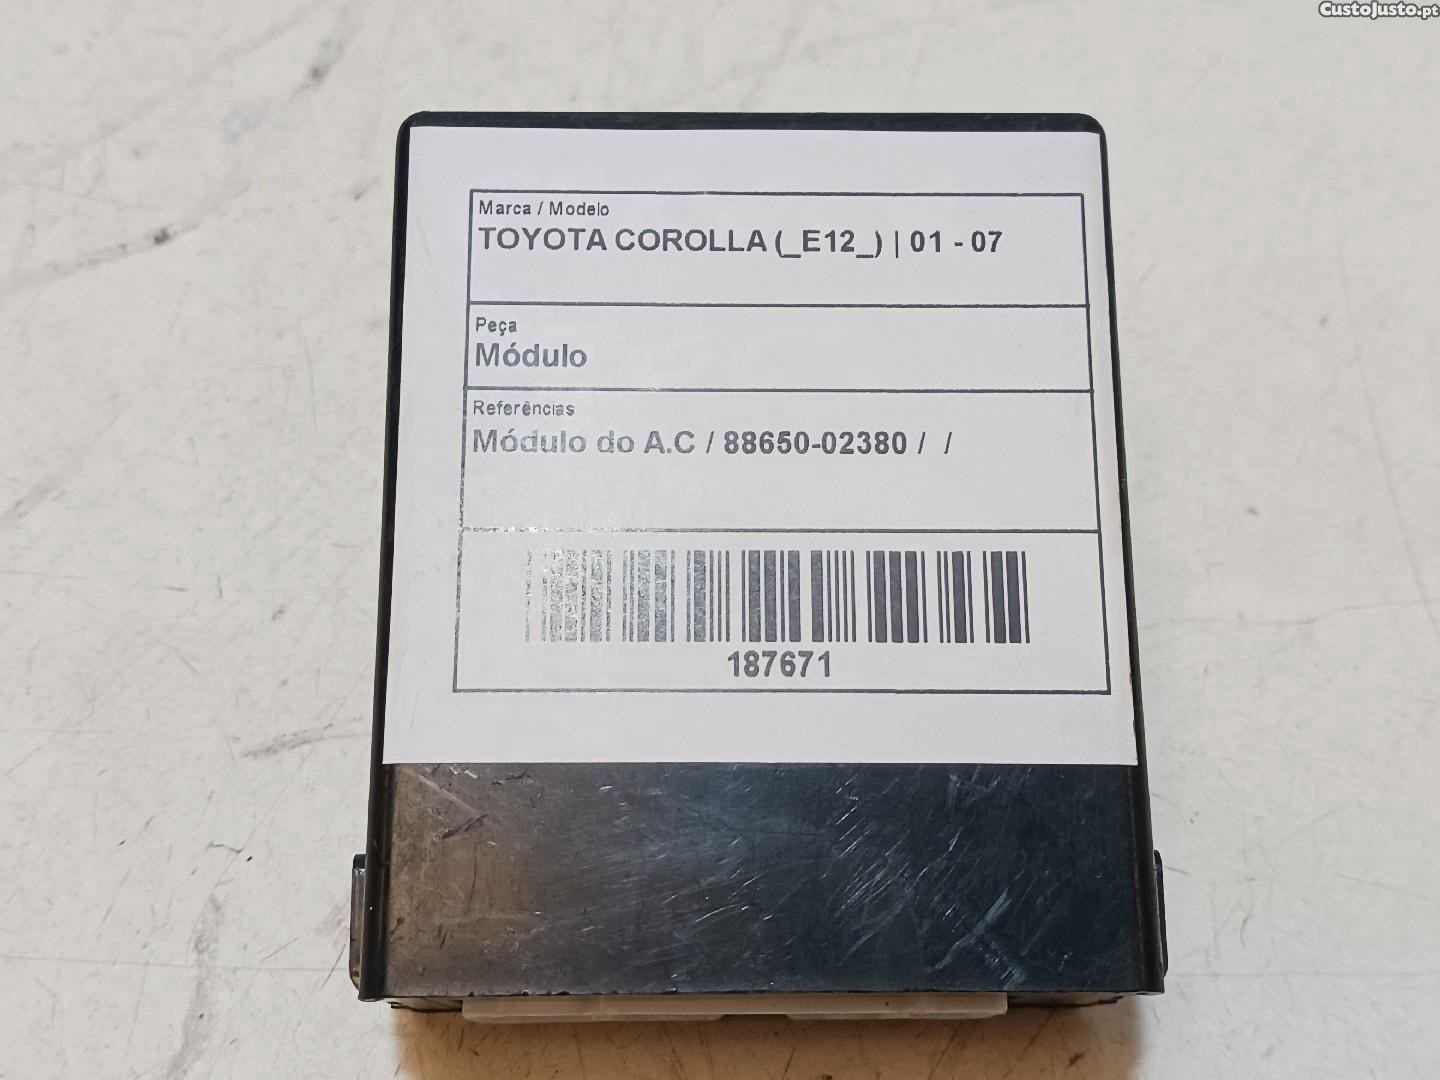 CustoJusto.pt
Marca / Modelo
TOYOTA COROLLA (_E12_) | 01 - 07
Peça
Módulo
Referências
Módulo do A.C / 88650-02380 / /
187671